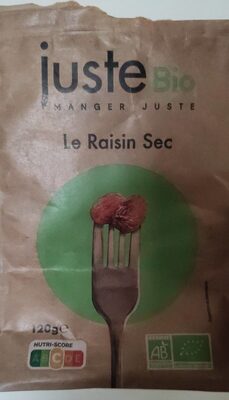 juste Bio
MANGER JUSTE
Le Raisin Sec
120g℮
NUTRI-SCORE
A B C D E
AB